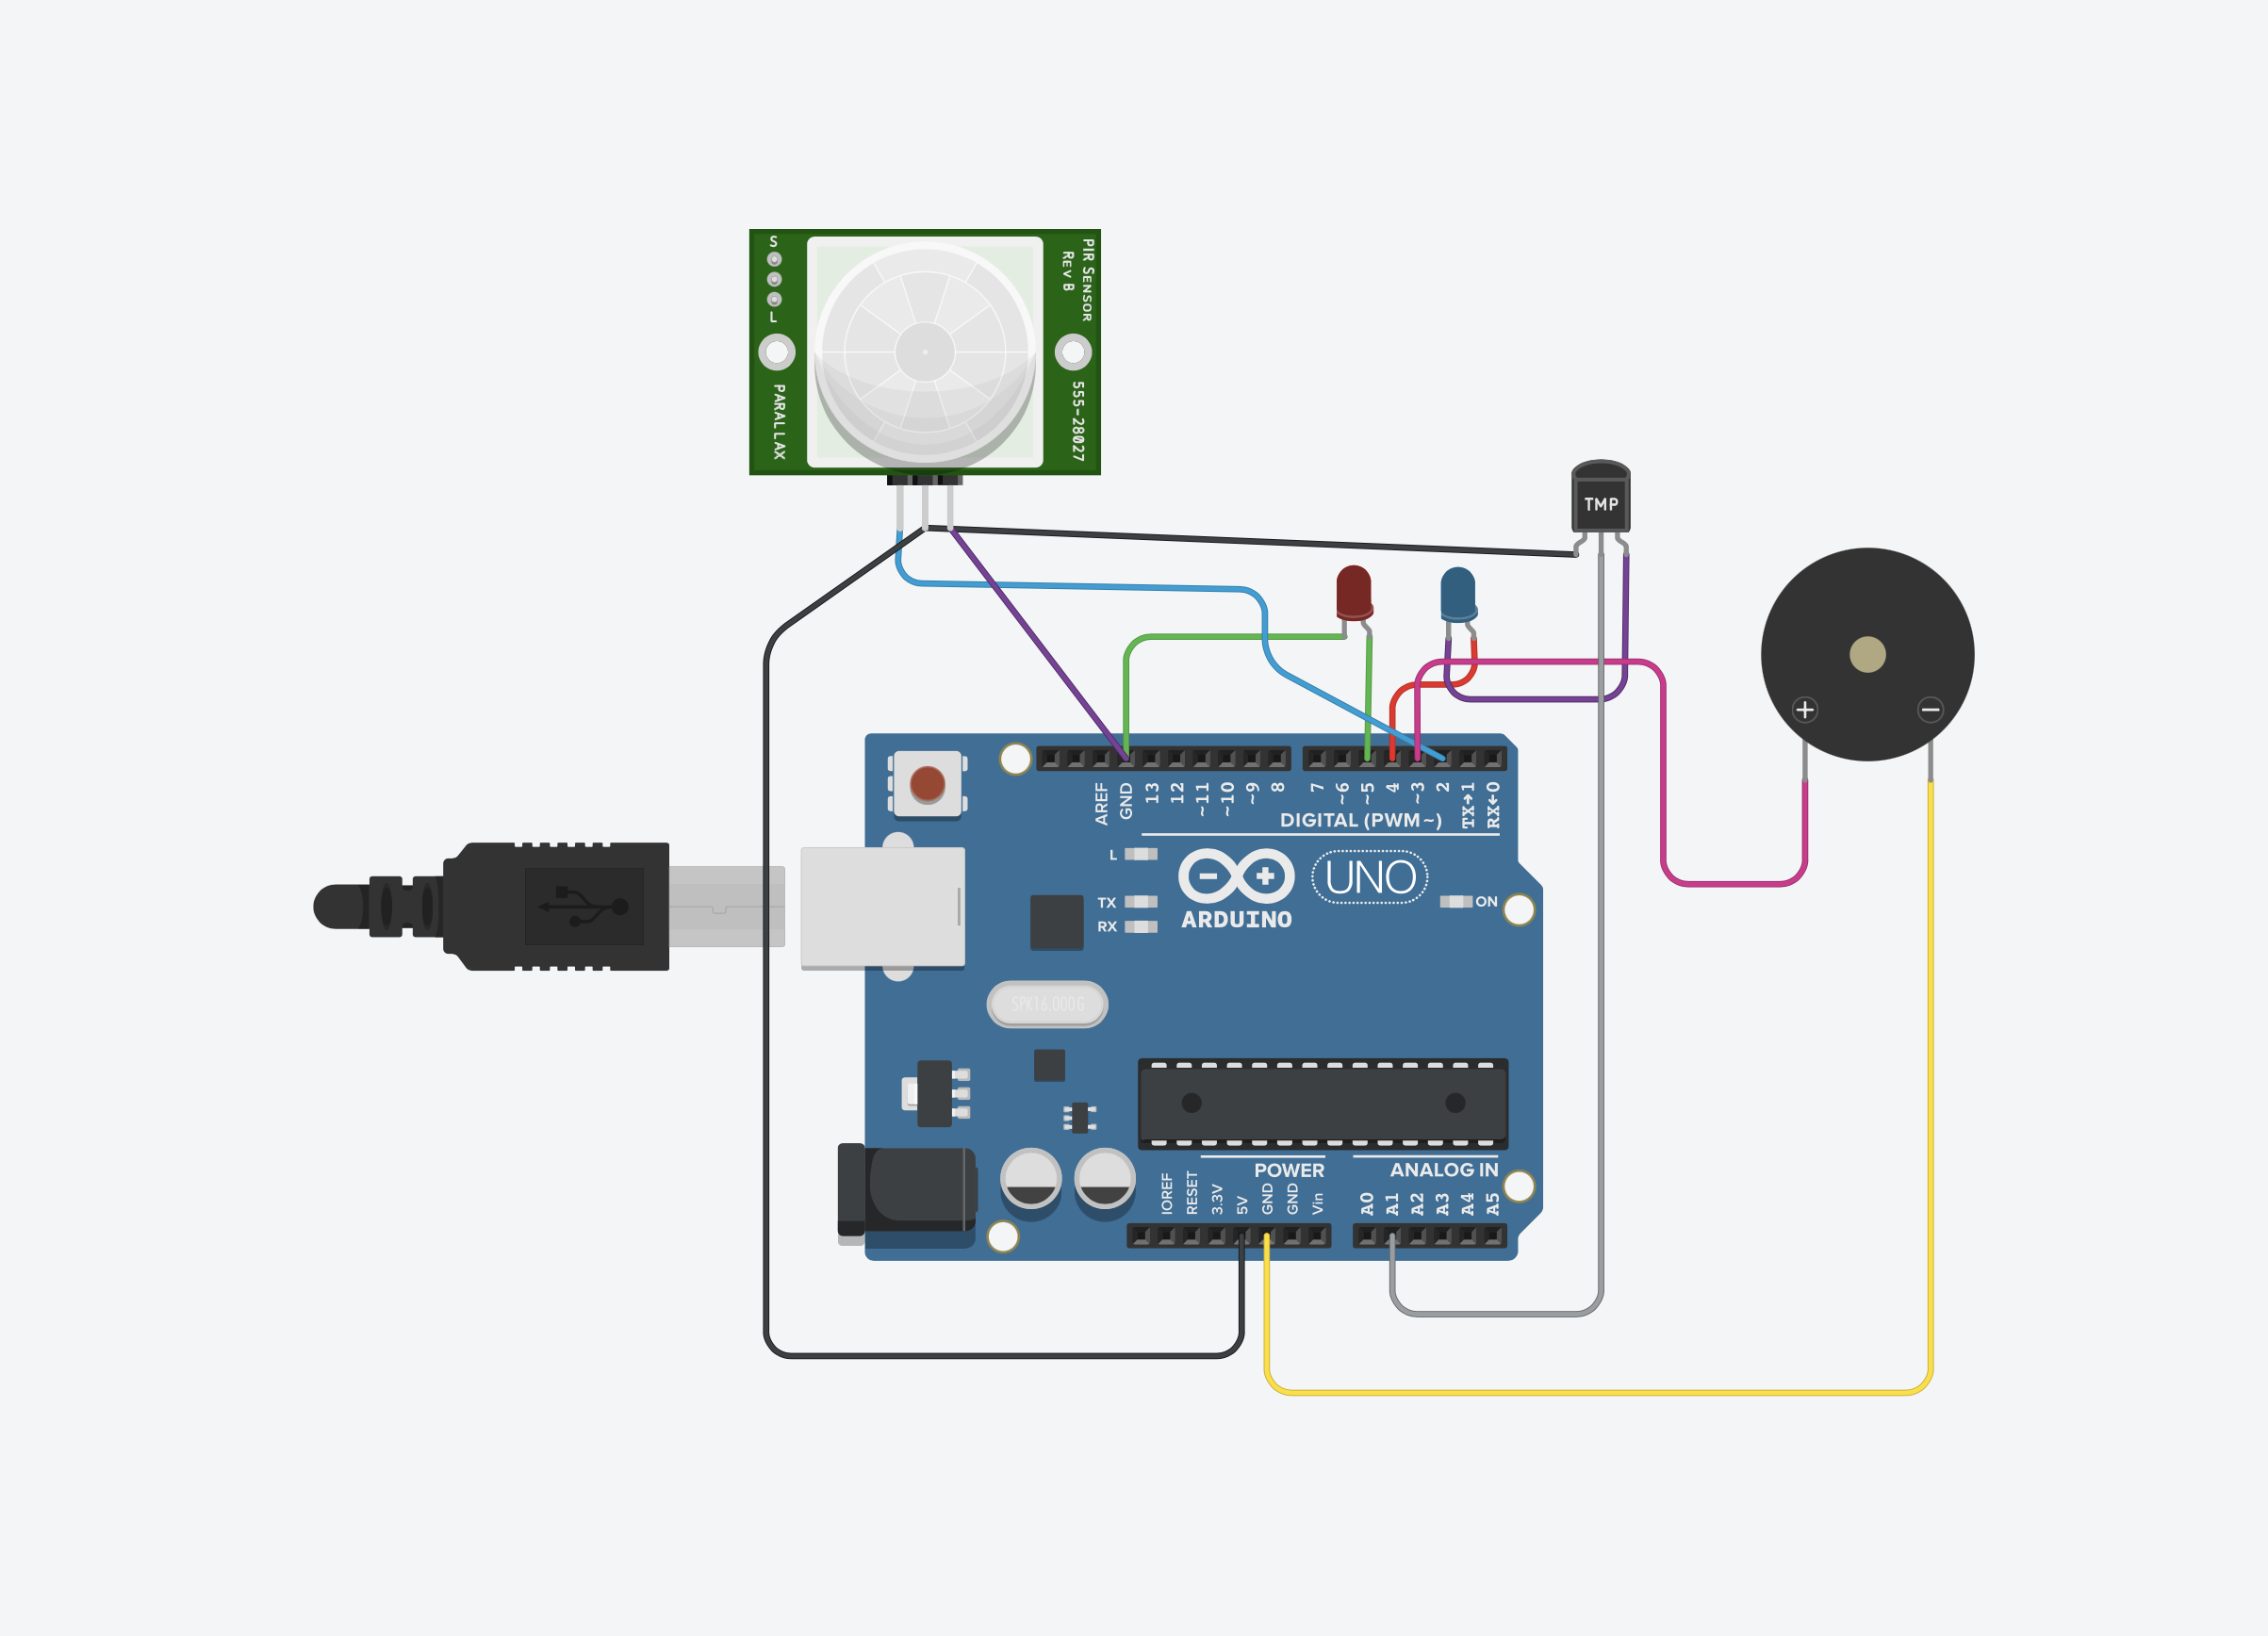 S
L
PARALLAX
PIR SENSOR
REV B
555-28027
TMP
+
−
AREF
GND
13
12
~11
~10
~9
8
7
~6
~5
4
~3
2
TX→1
RX←0
DIGITAL (PWM~)
L
TX
RX
ARDUINO
UNO
ON
SPK16.000G
POWER
ANALOG IN
IOREF
RESET
3.3V
5V
GND
GND
Vin
A0
A1
A2
A3
A4
A5